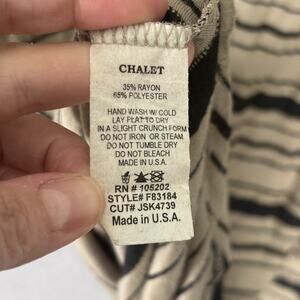 CHALET
35% RAYON
65% POLYESTER
HAND WASH W/ COLD
LAY FLAT TO DRY
IN A SLIGHT CRUNCH FORM
DO NOT IRON OR STEAM
DO NOT TUMBLE DRY
DO NOT BLEACH
MADE IN U.S.A.
RN # 105202
STYLE# F83184
CUT# JSK4739
Made in U.S.A.